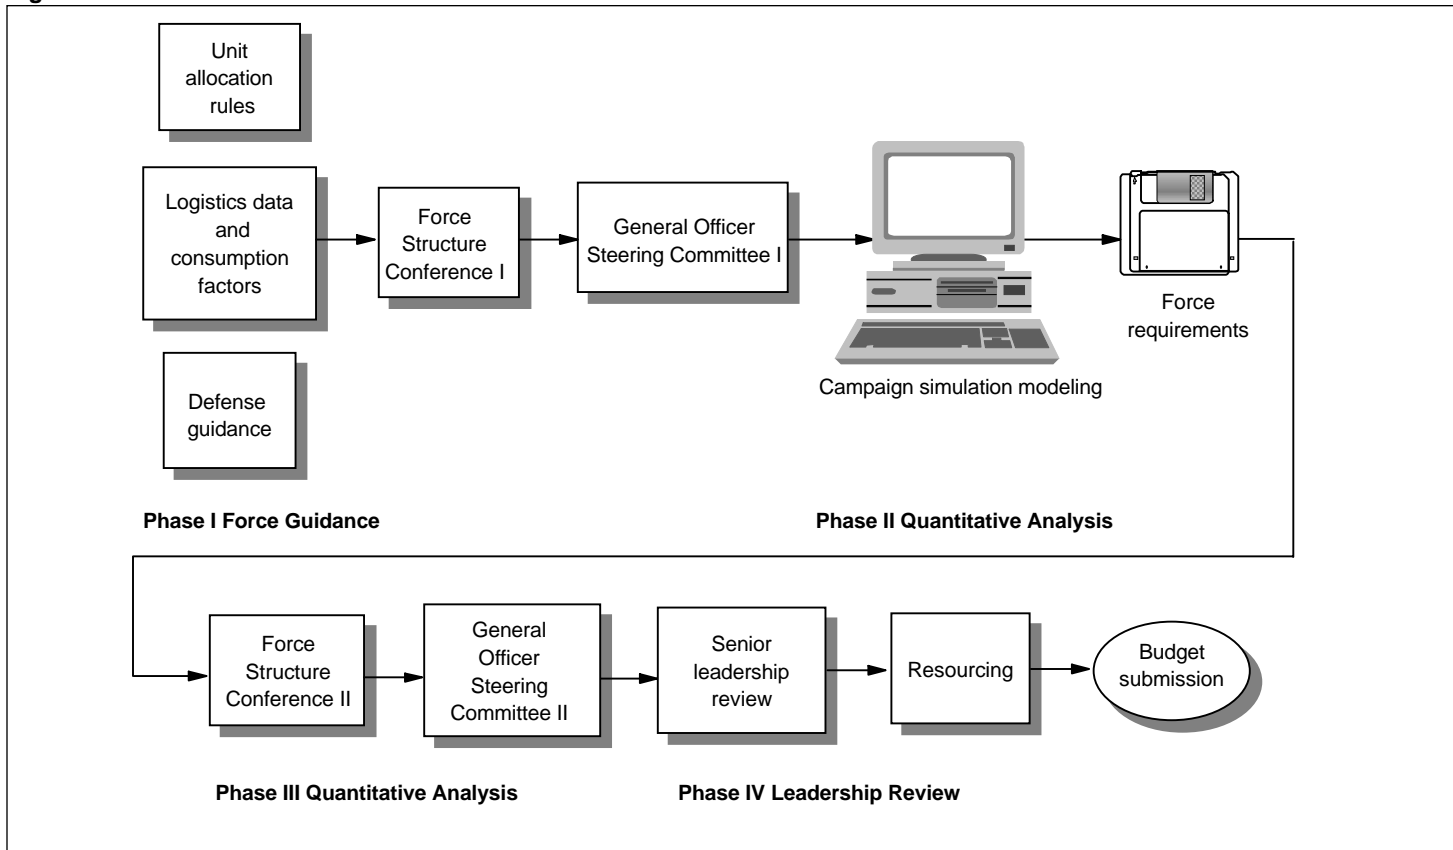 Unit
allocation
rules
Logistics data
and
consumption
factors
Defense
guidance
Force
Structure
Conference I
General Officer
Steering Committee I
Campaign simulation modeling
Force
requirements
Phase I Force Guidance
Phase II Quantitative Analysis
Force
Structure
Conference II
General
Officer
Steering
Committee II
Senior
leadership
review
Resourcing
Budget
submission
Phase III Quantitative Analysis
Phase IV Leadership Review